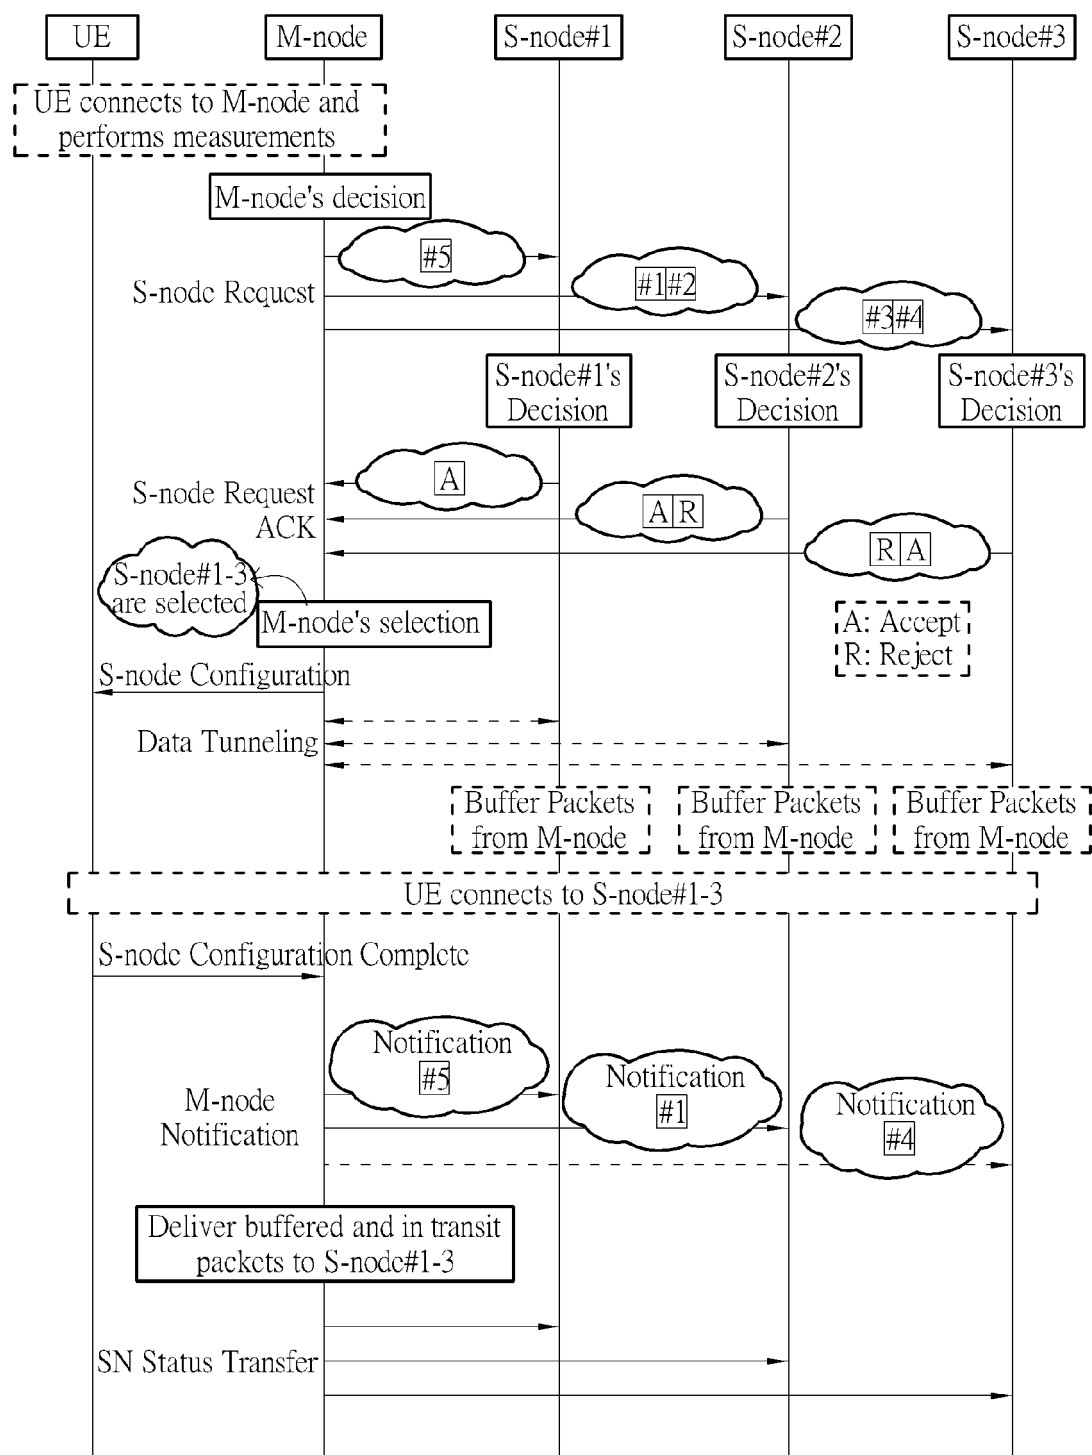 UE
M-node
S-node#1
S-node#2
S-node#3
UE connects to M-node and
performs measurements
M-node's decision
#5
S-node Request
#1 #2
#3 #4
S-node#1's
Decision
S-node#2's
Decision
S-node#3's
Decision
A
S-node Request
ACK
A R
R A
S-node#1-3
are selected
M-node's selection
A: Accept
R: Reject
S-node Configuration
Data Tunneling
Buffer Packets
from M-node
Buffer Packets
from M-node
Buffer Packets
from M-node
UE connects to S-node#1-3
S-node Configuration Complete
Notification
#5
Notification
#1
Notification
#4
M-node
Notification
Deliver buffered and in transit
packets to S-node#1-3
SN Status Transfer